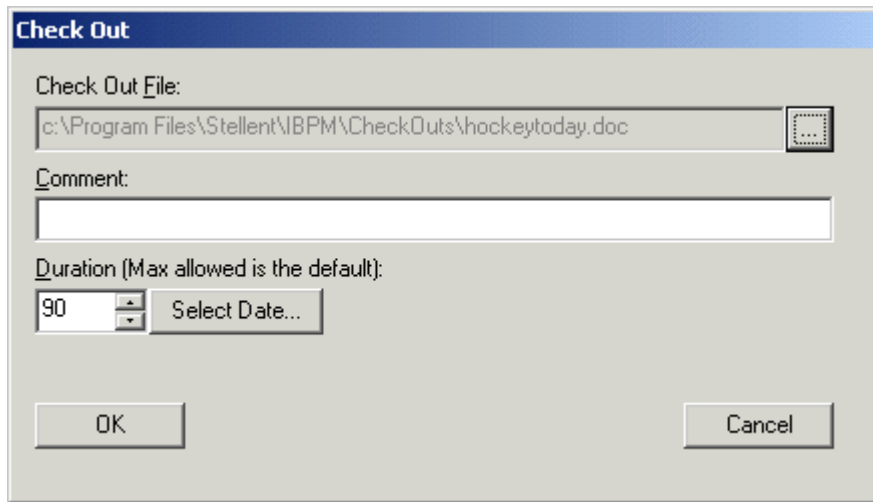 Check Out
Check Out File:
c:\Program Files\Stellent\IBPM\CheckOuts\hockeytoday.doc
...
Comment:
Duration (Max allowed is the default):
90
Select Date...
OK
Cancel